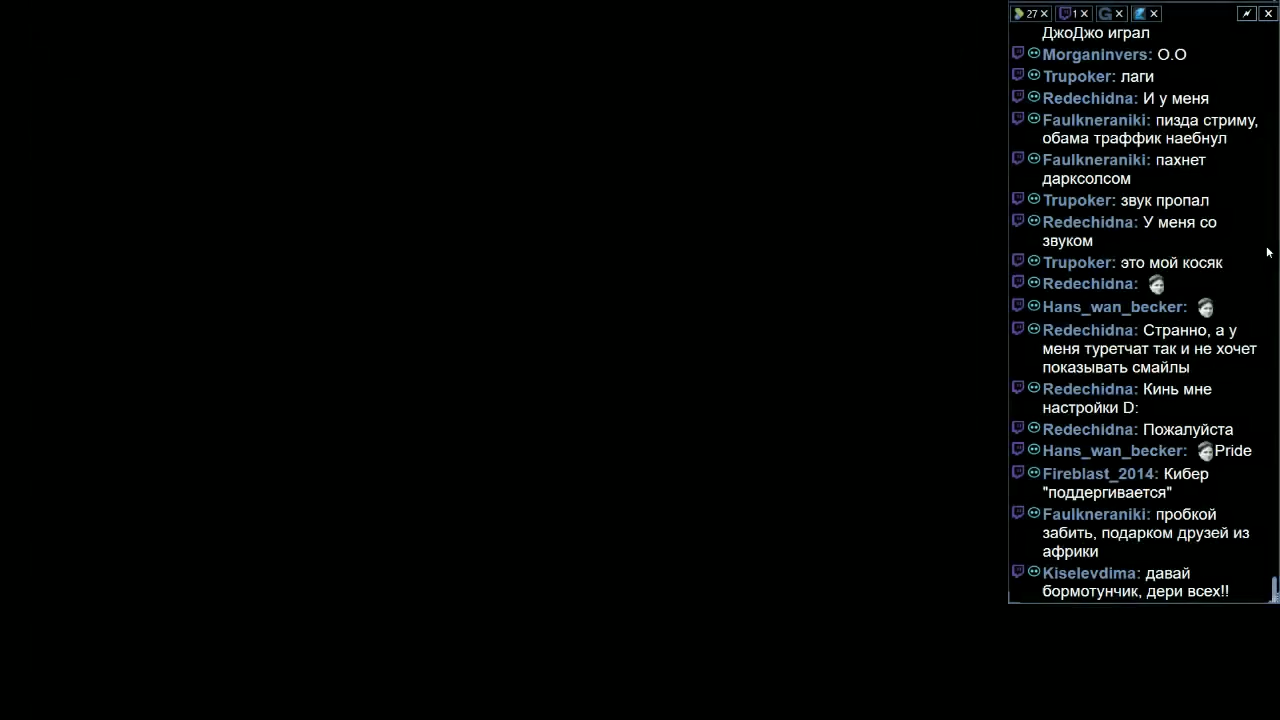 27 1
ДжоДжо играл
Morganinvers: O.O
Trupoker: лаги
Redechidna: И у меня
Faulkneraniki: пизда стриму,
обама траффик наебнул
Faulkneraniki: пахнет
дарксолсом
Trupoker: звук пропал
Redechidna: У меня со
звуком
Trupoker: это мой косяк
Redechidna:
Hans_wan_becker:
Redechidna: Странно, а у
меня туретчат так и не хочет
показывать смайлы
Redechidna: Кинь мне
настройки D:
Redechidna: Пожалуйста
Hans_wan_becker: Pride
Fireblast_2014: Кибер
"поддергивается"
Faulkneraniki: пробкой
забить, подарком друзей из
африки
Kiselevdima: давай
бормотунчик, дери всех!!